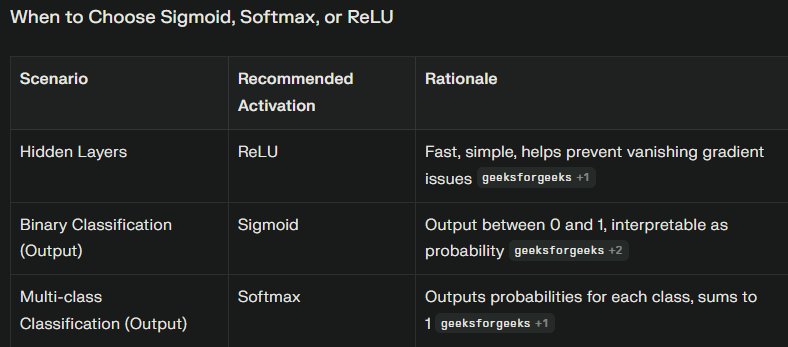 When to Choose Sigmoid, Softmax, or ReLU
Scenario
Recommended
Activation
Rationale
Hidden Layers
ReLU
Fast, simple, helps prevent vanishing gradient
issues geeksforgeeks +1
Binary Classification
(Output)
Sigmoid
Output between 0 and 1, interpretable as
probability geeksforgeeks +2
Multi-class
Classification (Output)
Softmax
Outputs probabilities for each class, sums to
1 geeksforgeeks +1